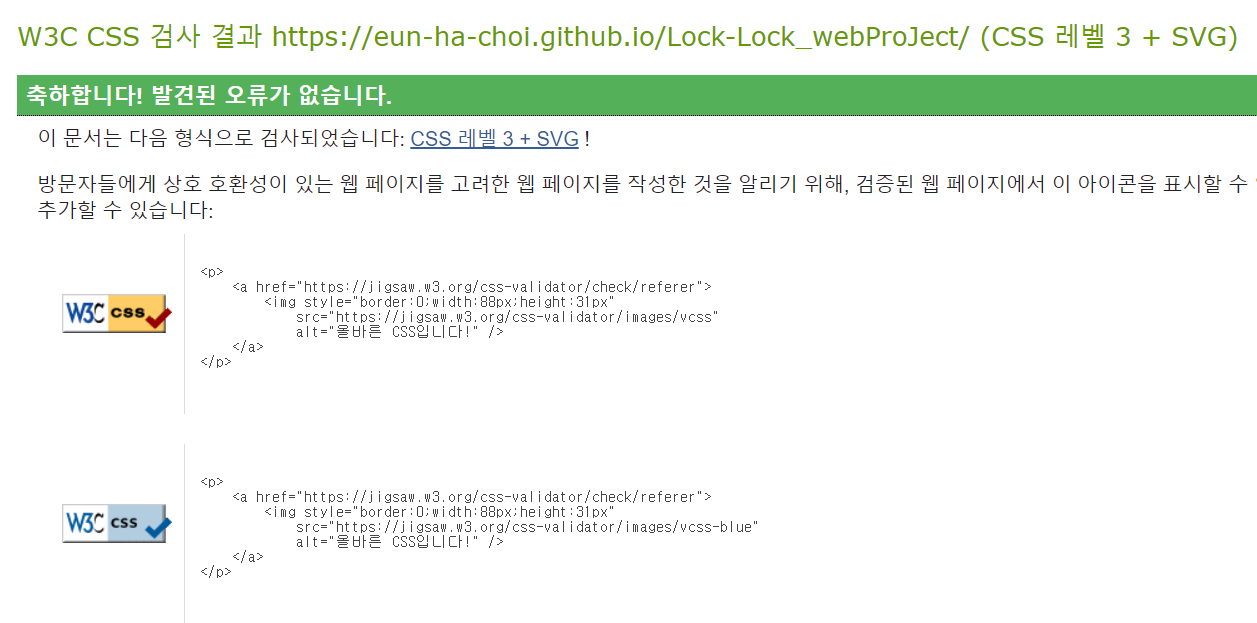 W3C CSS 검사 결과 https://eun-ha-choi.github.io/Lock-Lock_webProJect/ (CSS 레벨 3 + SVG)
축하합니다! 발견된 오류가 없습니다.
이 문서는 다음 형식으로 검사되었습니다: CSS 레벨 3 + SVG !
방문자들에게 상호 호환성이 있는 웹 페이지를 고려한 웹 페이지를 작성한 것을 알리기 위해, 검증된 웹 페이지에서 이 아이콘을 표시할 수
추가할 수 있습니다:
W3C css
<p>
<a href="https://jigsaw.w3.org/css-validator/check/referer">
<img style="border:0;width:88px;height:31px"
src="https://jigsaw.w3.org/css-validator/images/vcss"
alt="올바른 CSS입니다!" />
</a>
</p>
W3C css
<p>
<a href="https://jigsaw.w3.org/css-validator/check/referer">
<img style="border:0;width:88px;height:31px"
src="https://jigsaw.w3.org/css-validator/images/vcss-blue"
alt="올바른 CSS입니다!" />
</a>
</p>